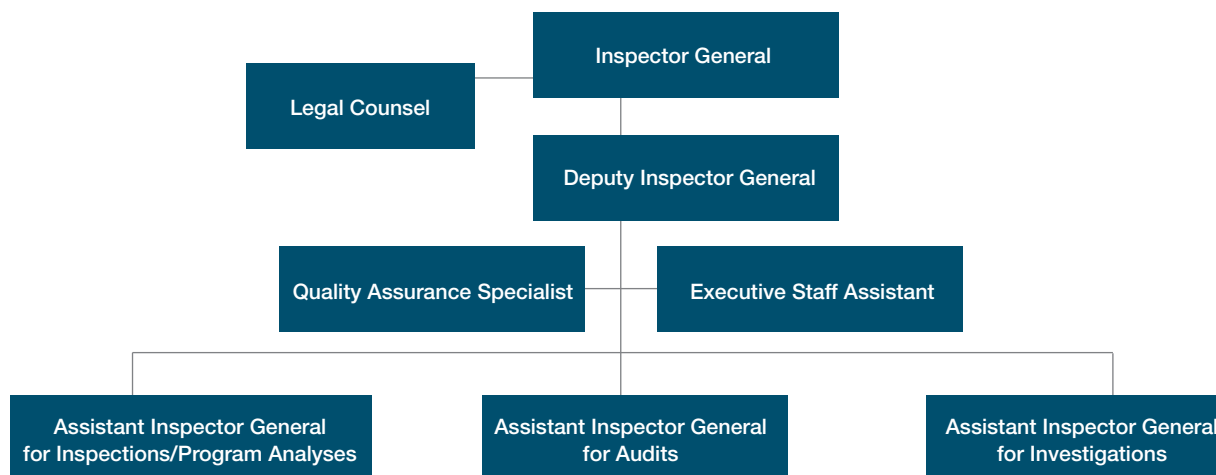 Inspector General
Legal Counsel
Deputy Inspector General
Quality Assurance Specialist
Executive Staff Assistant
Assistant Inspector General
for Inspections/Program Analyses
Assistant Inspector General
for Audits
Assistant Inspector General
for Investigations